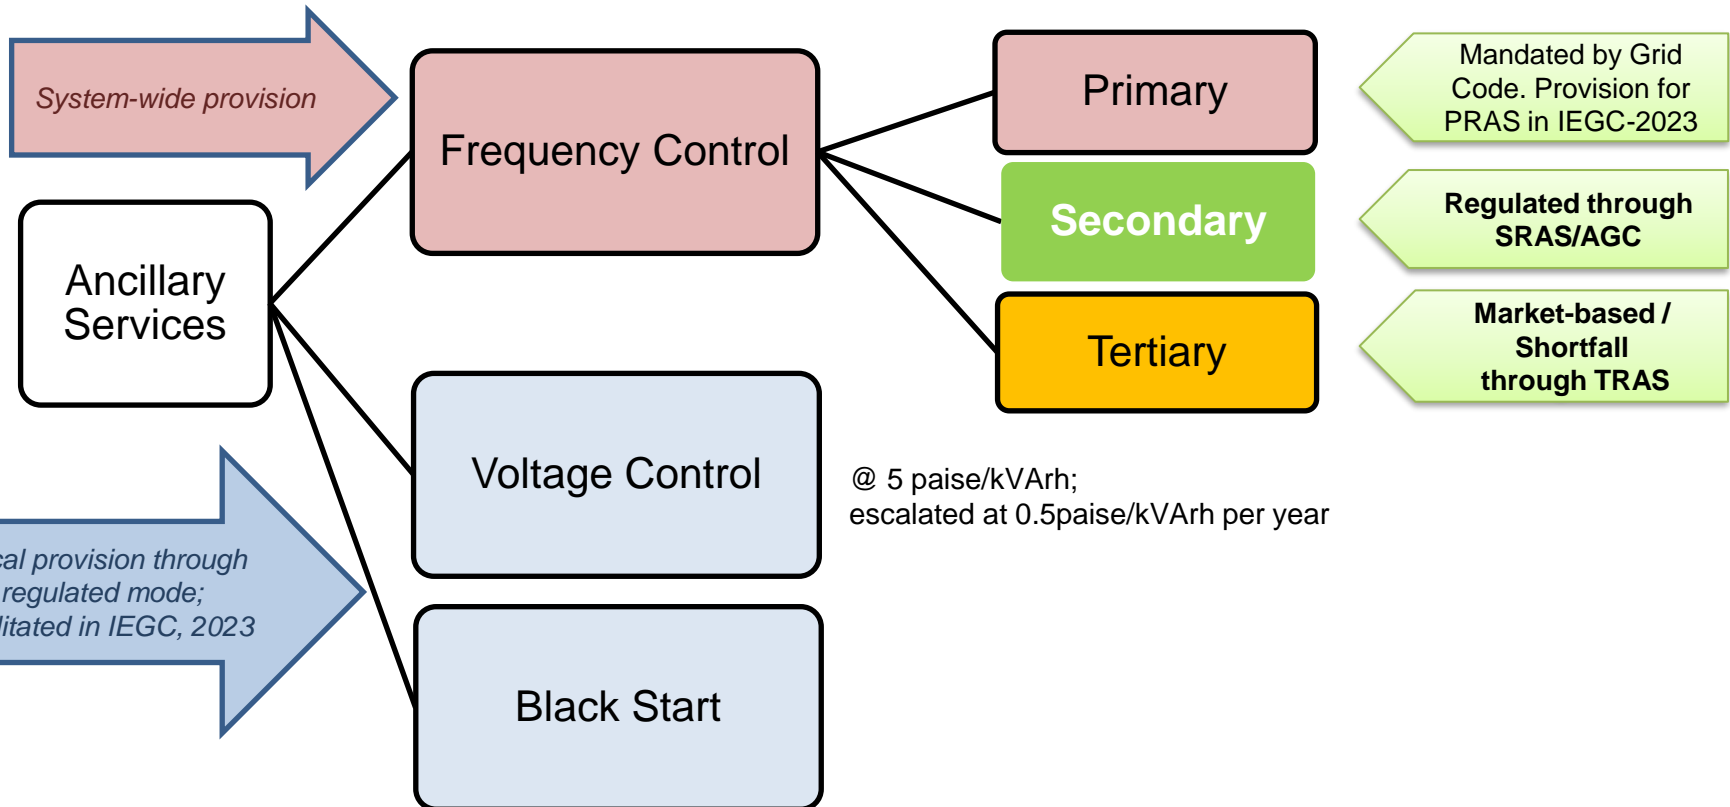 System-wide provision
Frequency Control
Primary
Mandated by Grid
Code. Provision for
PRAS in IEGC-2023
Secondary
Regulated through
SRAS/AGC
Ancillary
Services
Tertiary
Market-based /
Shortfall
through TRAS
Voltage Control
@ 5 paise/kVArh;
escalated at 0.5paise/kVArh per year
provision through
regulated mode;
in IEGC, 2023
Black Start